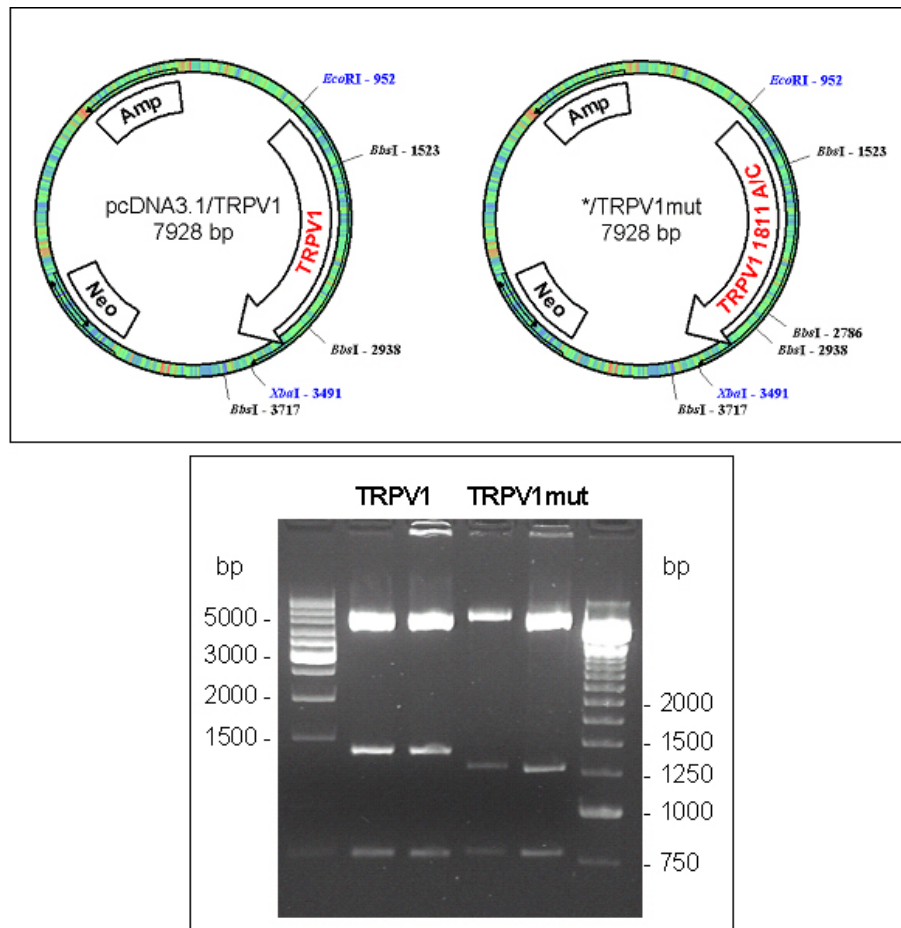 EcoRI - 952
Amp
BbsI - 1523
pcDNA3.1/TRPV1
7928 bp
TRPV1
Neo
BbsI - 2938
XbaI - 3491
BbsI - 3717
EcoRI - 952
Amp
BbsI - 1523
*/TRPV1mut
7928 bp
TRPV1 1811 A/C
Neo
BbsI - 2786
BbsI - 2938
XbaI - 3491
BbsI - 3717
TRPV1 TRPV1mut
bp
5000 -
3000 -
2000 -
1500 -
bp
- 2000
- 1500
- 1250
- 1000
- 750